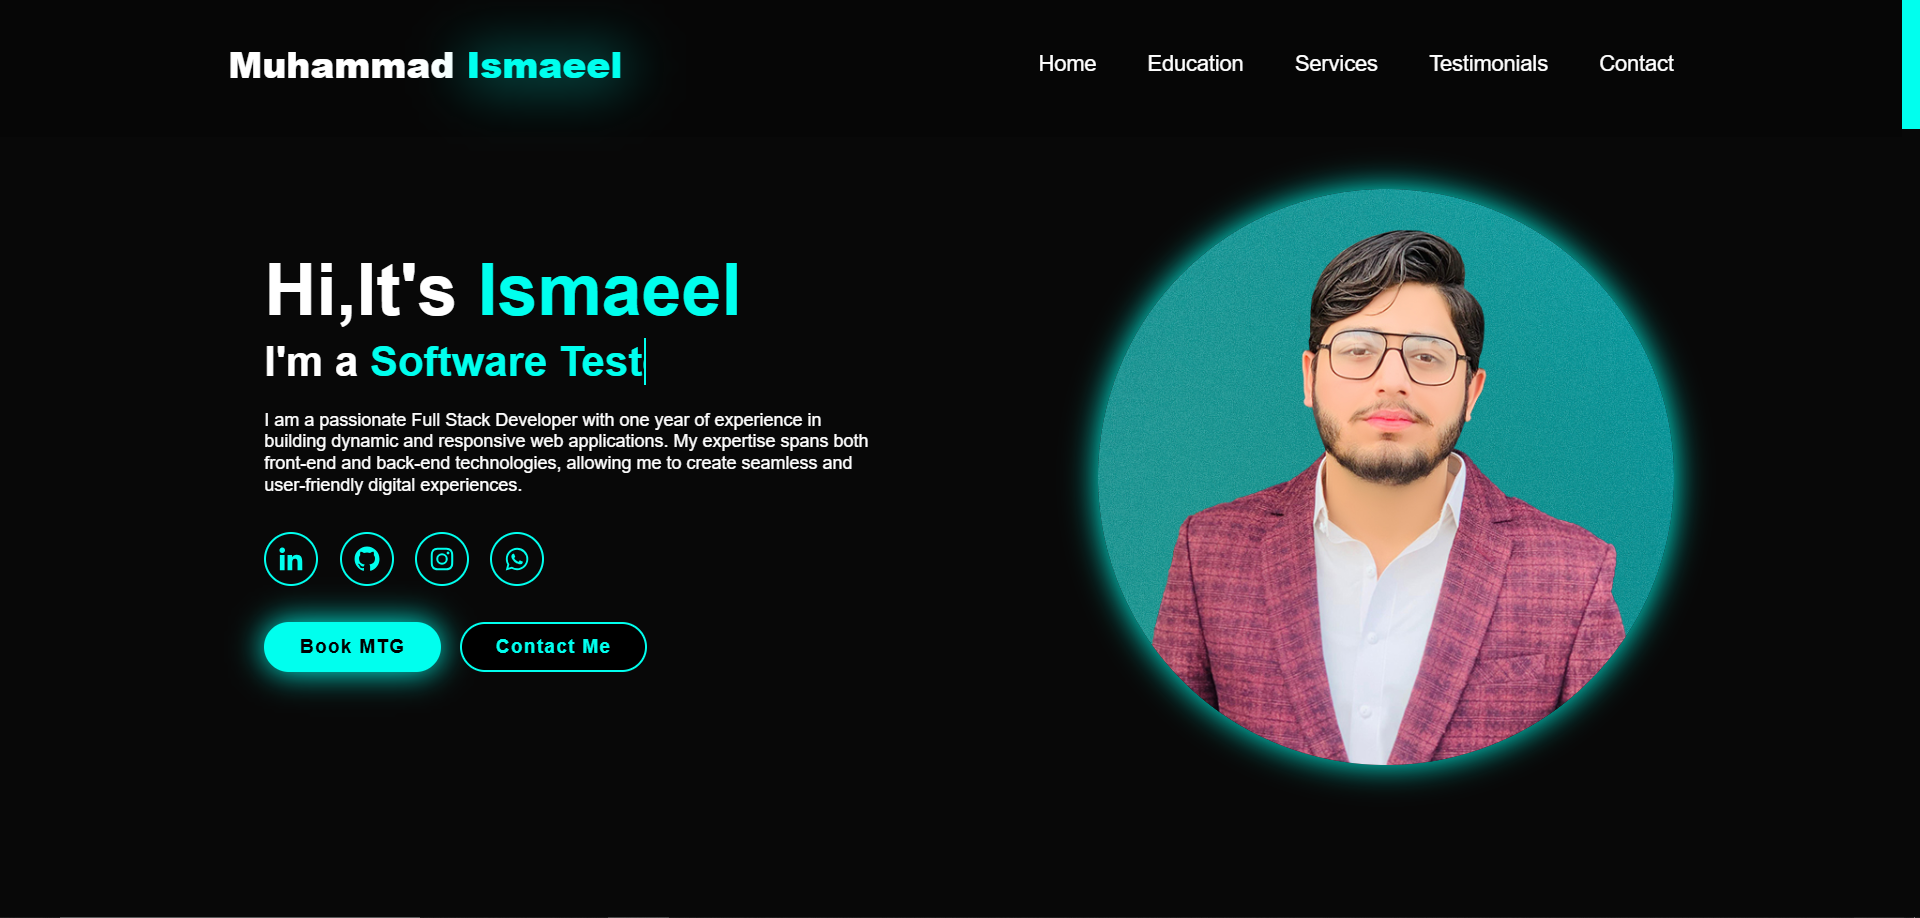 Muhammad Ismaeel
Home Education Services Testimonials Contact
Hi,It's Ismaeel
I'm a Software Test
I am a passionate Full Stack Developer with one year of experience in
building dynamic and responsive web applications. My expertise spans both
front-end and back-end technologies, allowing me to create seamless and
user-friendly digital experiences.
in
Book MTG Contact Me